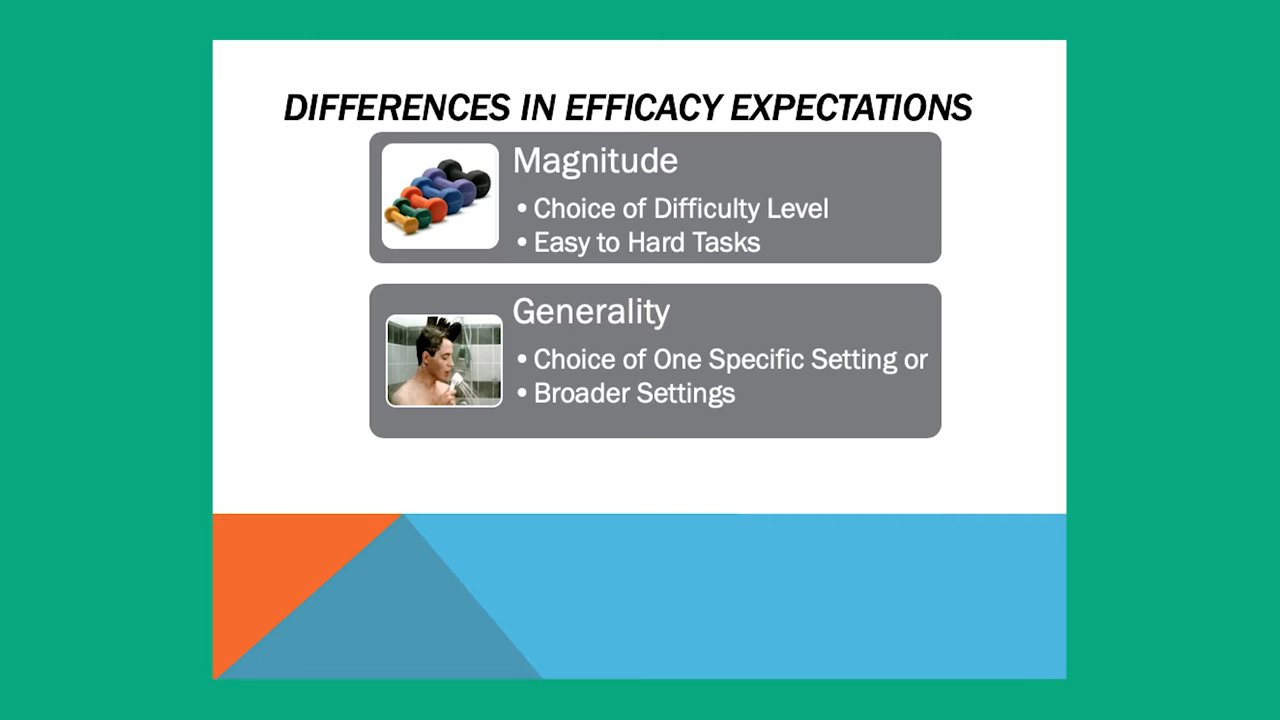 DIFFERENCES IN EFFICACY EXPECTATIONS
Magnitude
• Choice of Difficulty Level
• Easy to Hard Tasks
Generality
• Choice of One Specific Setting or
• Broader Settings